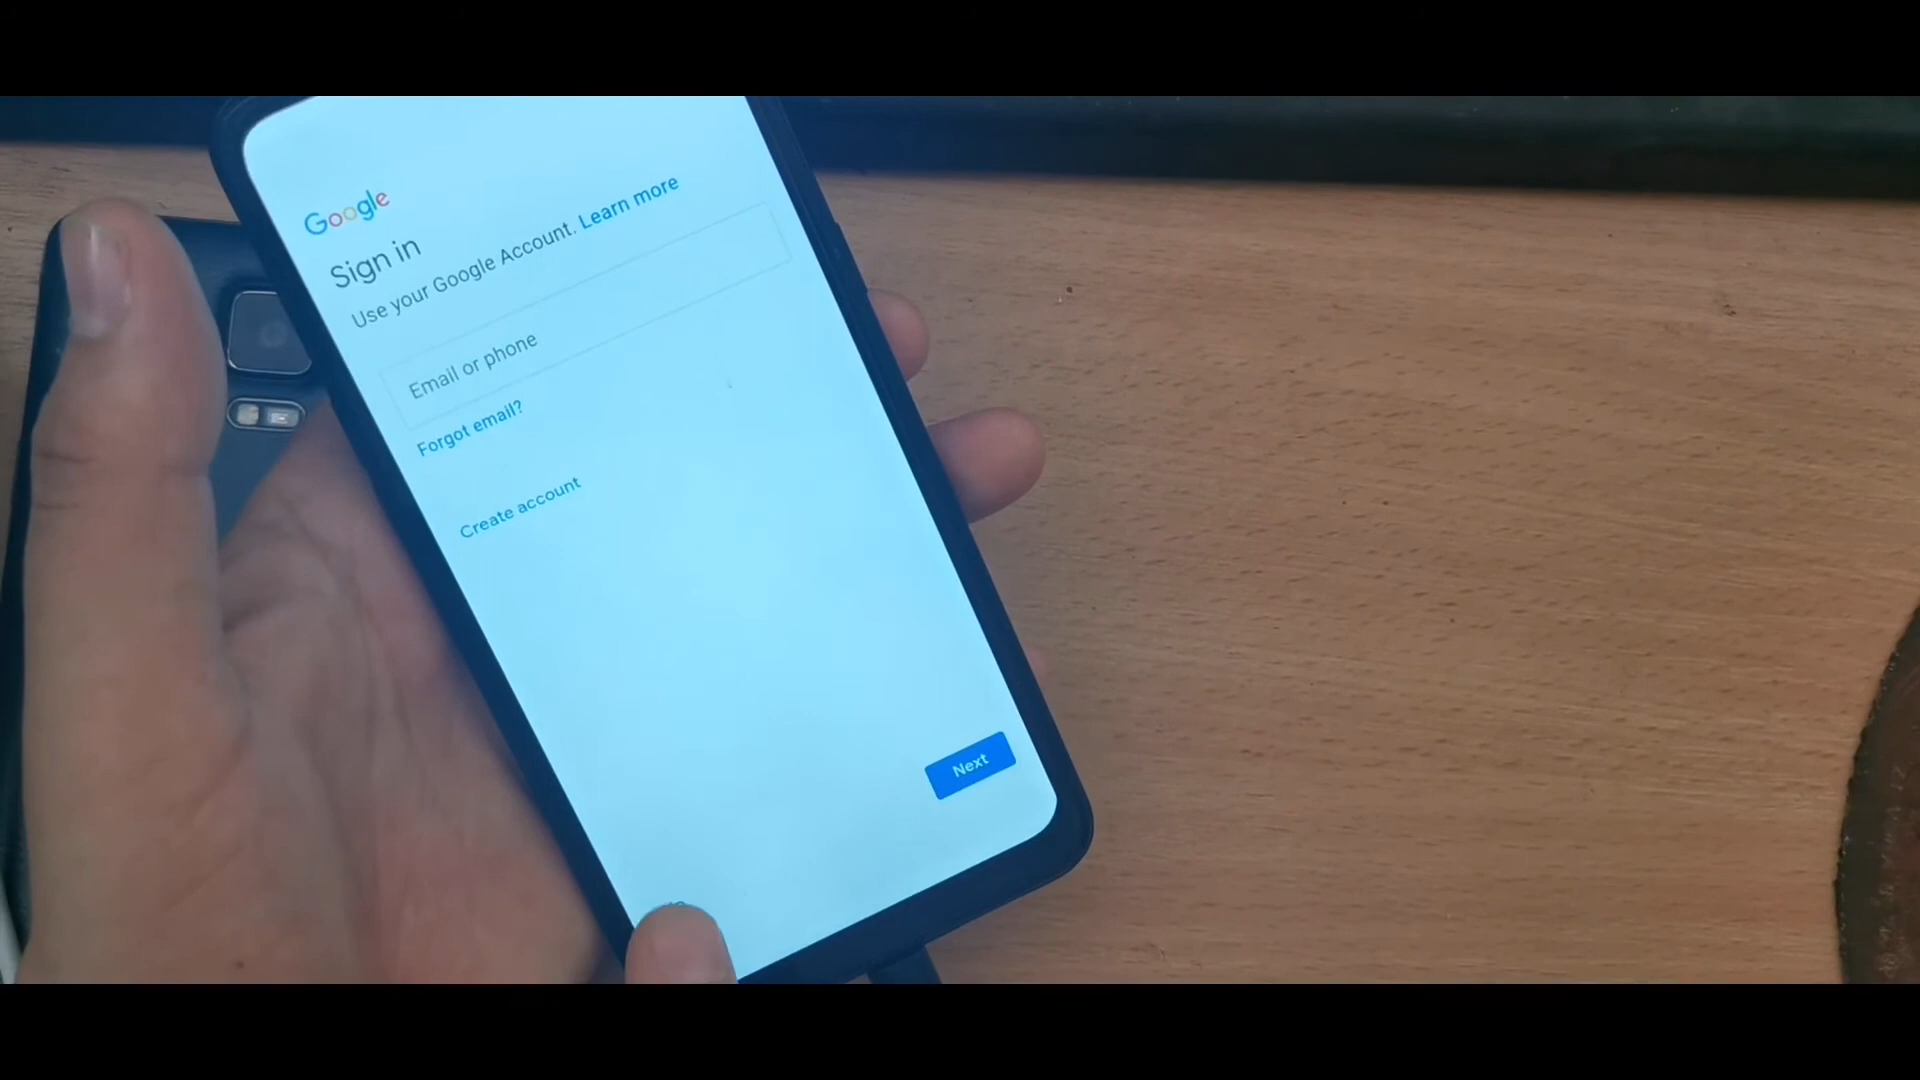 Google
Sign in
Use your Google Account. Learn more
Email or phone
Forgot email?
Create account
Next